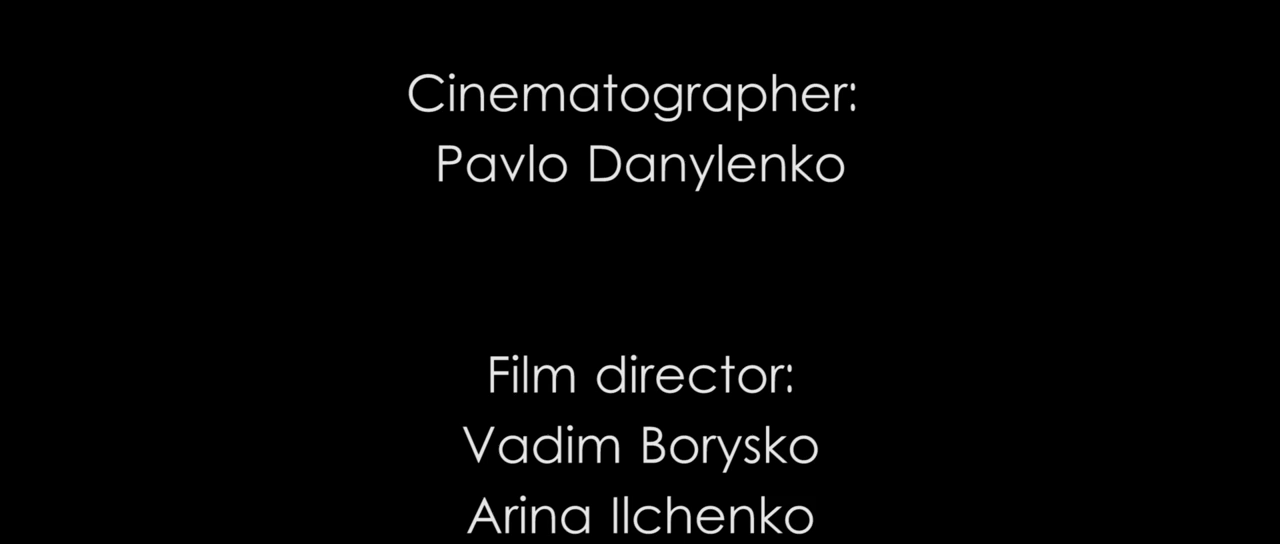 Cinematographer:
Pavlo Danylenko
Film director:
Vadim Borysko
Arina Ilchenko